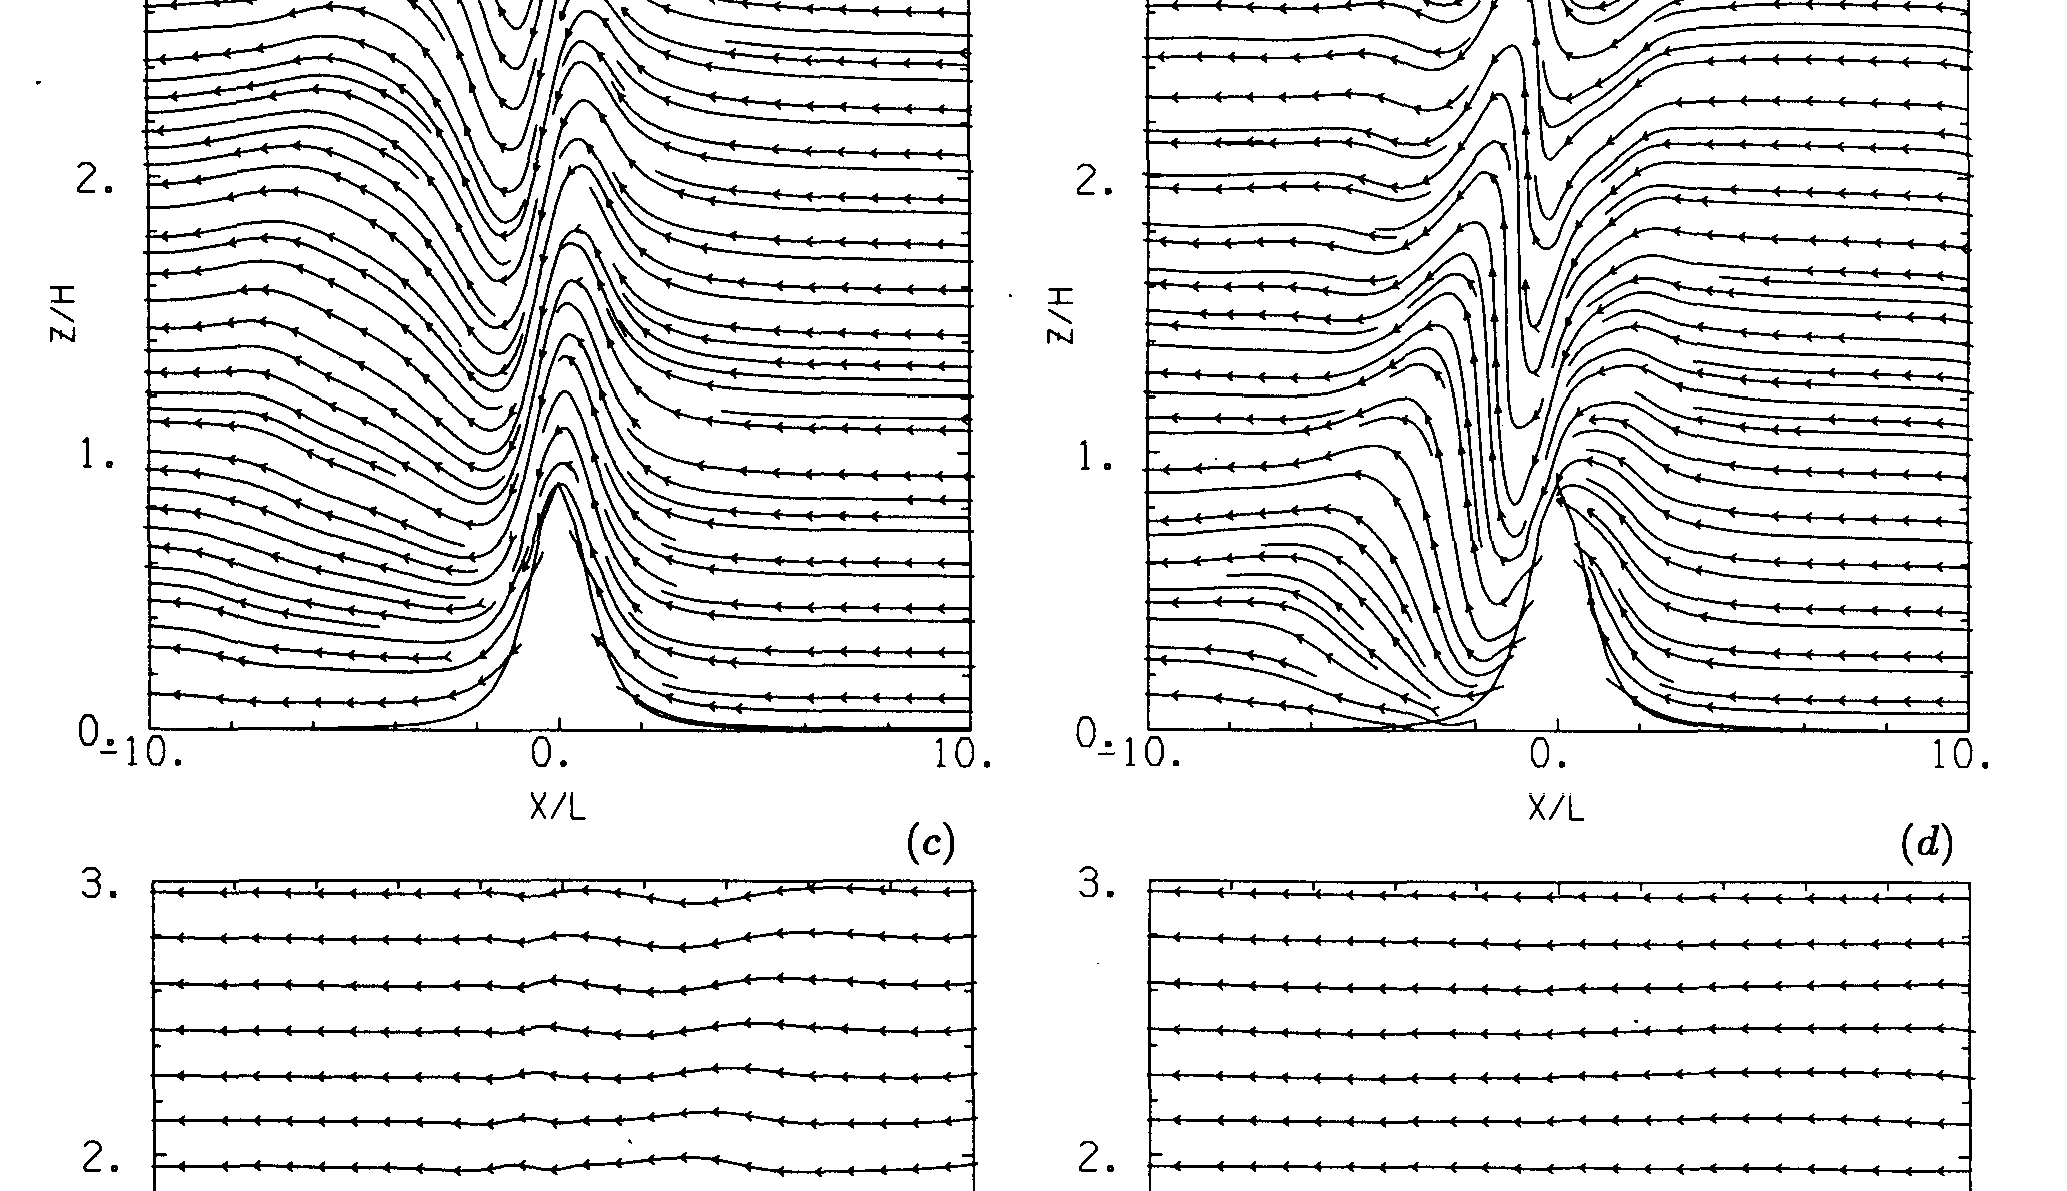 2. 2.
Z/H Z/H
1. 1.
0. 0.
-10. 0. 10. -10. 0. 10.
X/L X/L
(c) (d)
3. 3.
2. 2.